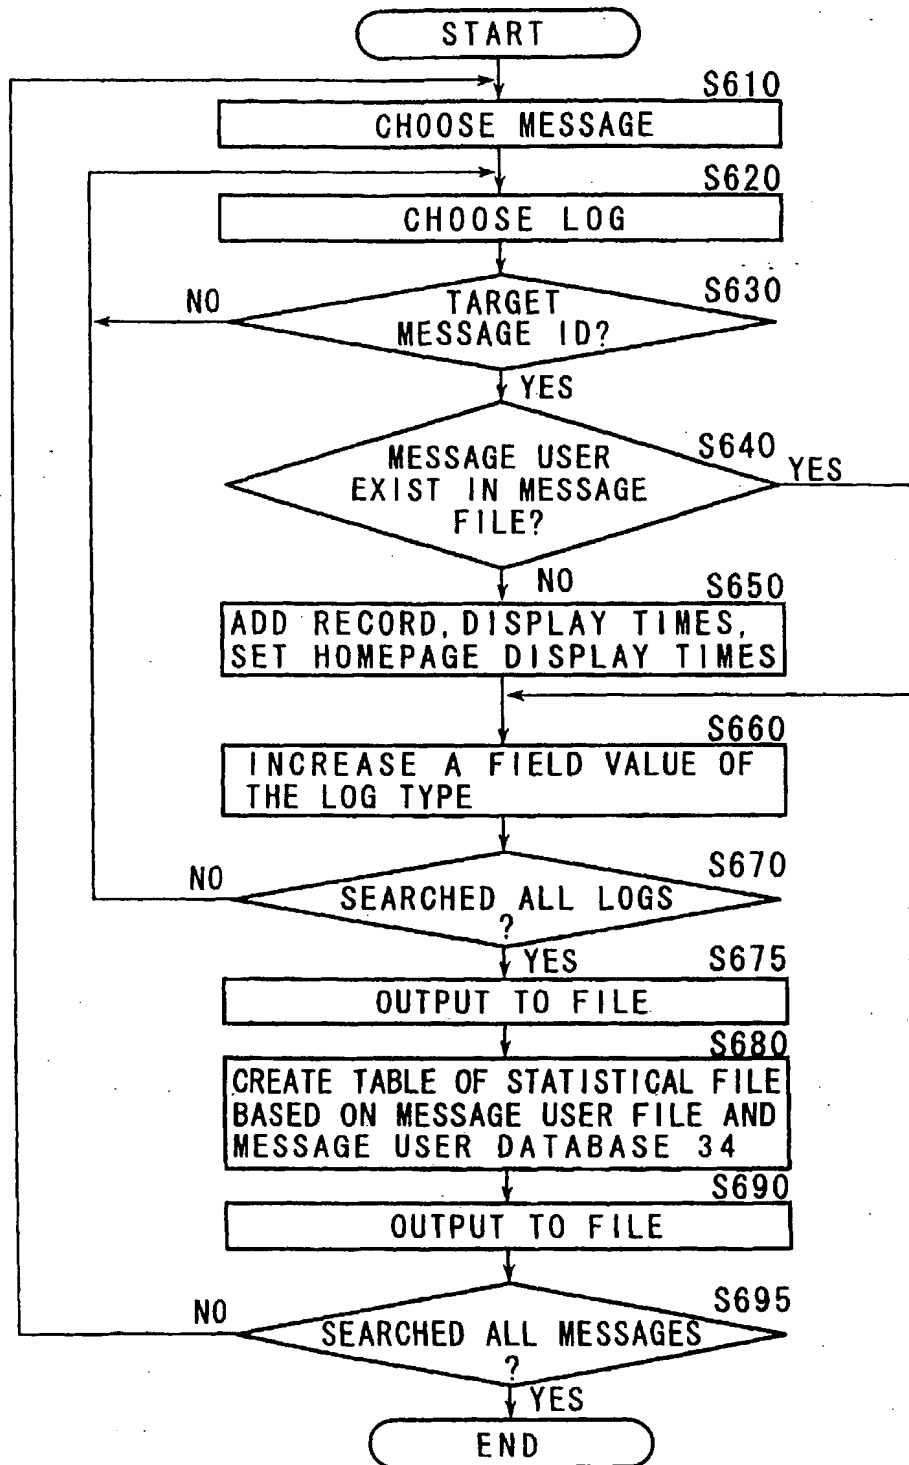 START
S610
CHOOSE MESSAGE
S620
CHOOSE LOG
S630
NO
TARGET
MESSAGE ID?
YES
S640
MESSAGE USER
EXIST IN MESSAGE
FILE?
YES
NO
S650
ADD RECORD, DISPLAY TIMES,
SET HOMEPAGE DISPLAY TIMES
S660
INCREASE A FIELD VALUE OF
THE LOG TYPE
S670
NO
SEARCHED ALL LOGS
?
YES
S675
OUTPUT TO FILE
S680
CREATE TABLE OF STATISTICAL FILE
BASED ON MESSAGE USER FILE AND
MESSAGE USER DATABASE 34
S690
OUTPUT TO FILE
S695
NO
SEARCHED ALL MESSAGES
?
YES
END